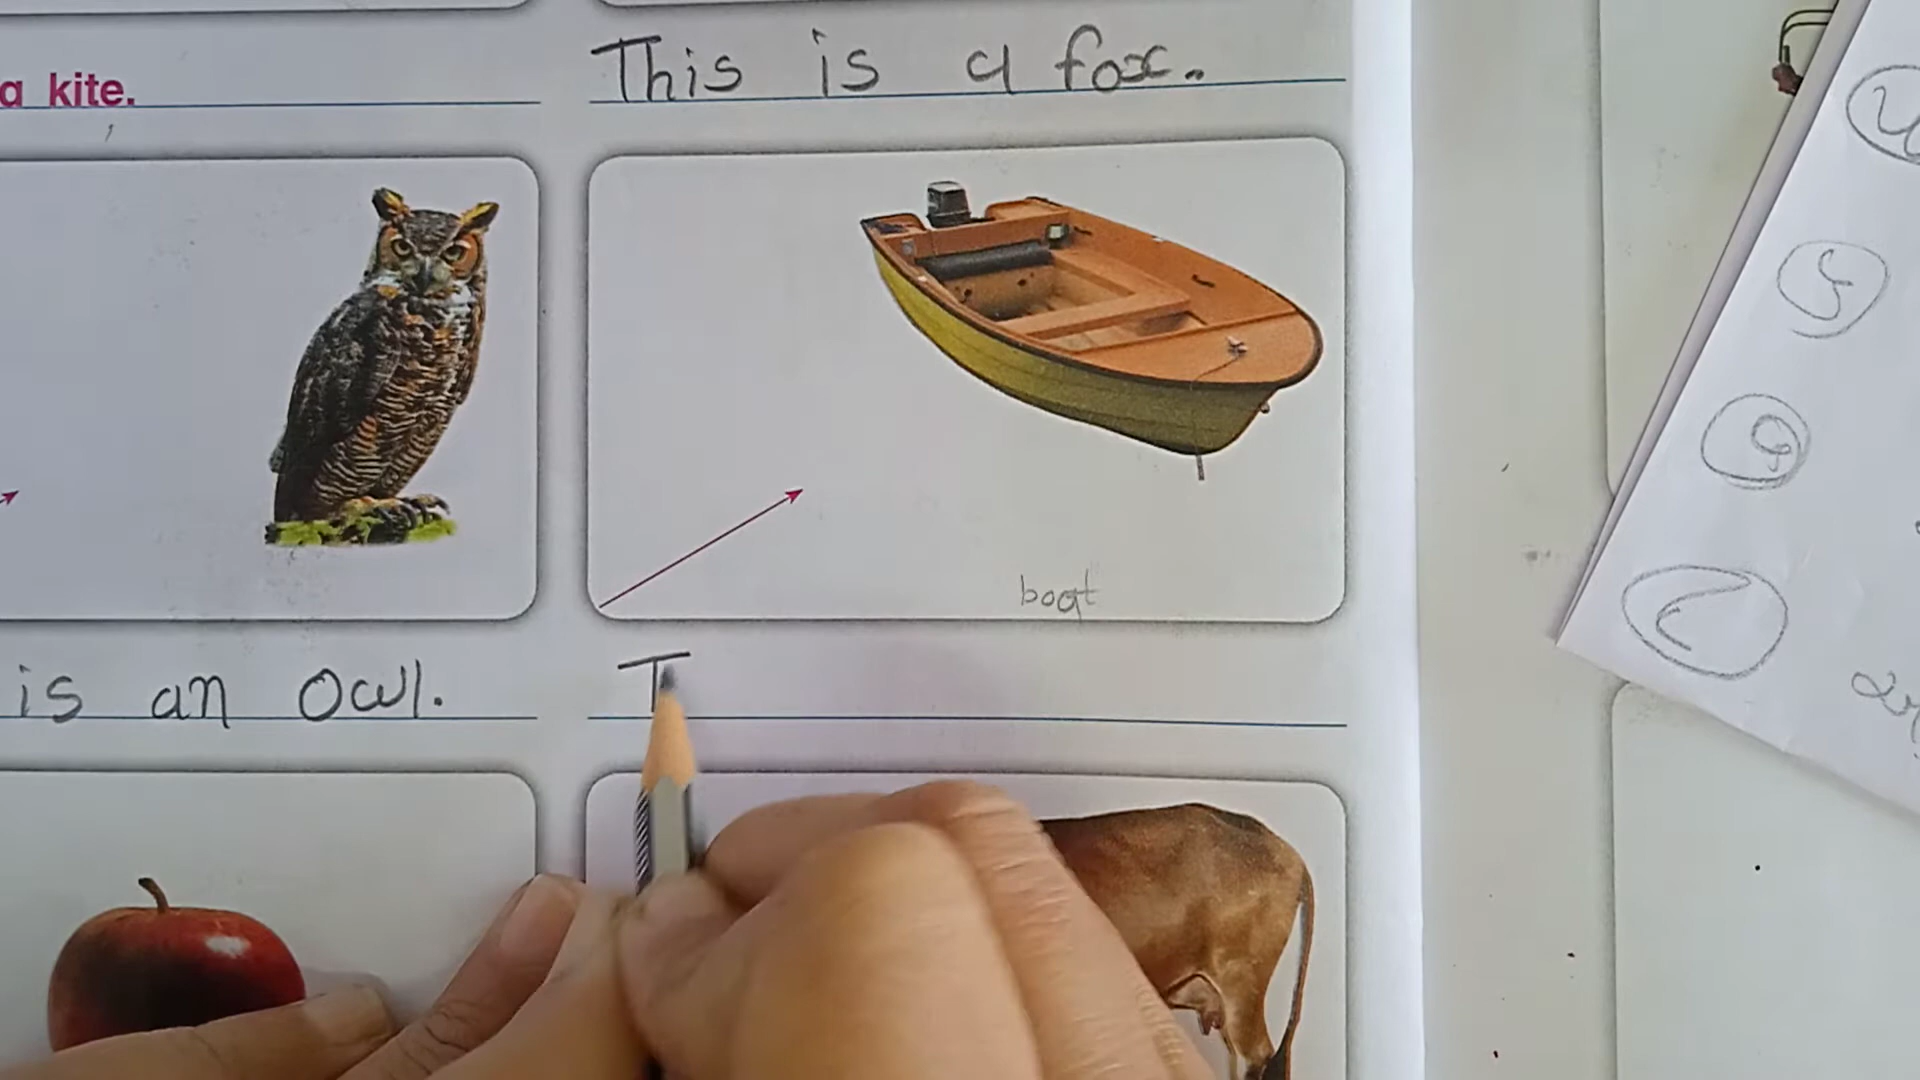 a kite.
This is a fox.
boat
is an owl.
T